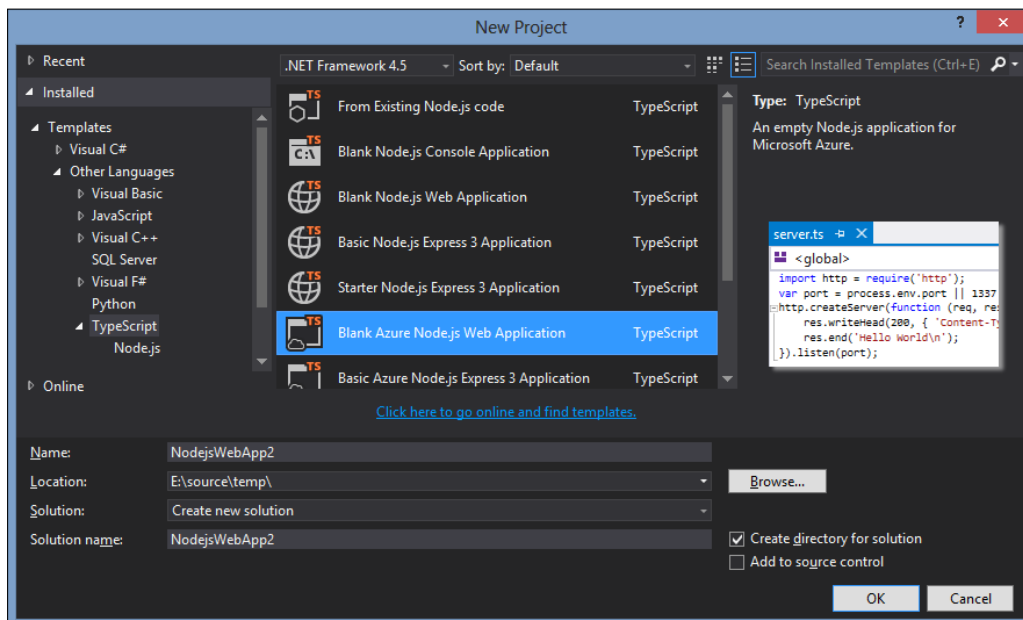 New Project
?
Recent
.NET Framework 4.5
Sort by: Default
Search Installed Templates (Ctrl+E)
Installed
Templates
Visual C#
Other Languages
Visual Basic
JavaScript
Visual C++
SQL Server
Visual F#
Python
TypeScript
Node.js
Online
TS
From Existing Node.js code TypeScript
TS
C:\
Blank Node.js Console Application TypeScript
TS
Blank Node.js Web Application TypeScript
TS
Basic Node.js Express 3 Application TypeScript
TS
Starter Node.js Express 3 Application TypeScript
TS
Blank Azure Node.js Web Application TypeScript
TS
Basic Azure Node.js Express 3 Application TypeScript
Click here to go online and find templates.
Type: TypeScript
An empty Node.js application for
Microsoft Azure.
server.ts
<global>
import http = require('http');
var port = process.env.port || 1337
http.createServer(function (req, res
res.writeHead(200, { 'Content-Ty
res.end('Hello World\n');
}).listen(port);
Name: NodejsWebApp2
Location: E:\source\temp\
Browse...
Solution: Create new solution
Solution name: NodejsWebApp2
Create directory for solution
Add to source control
OK
Cancel